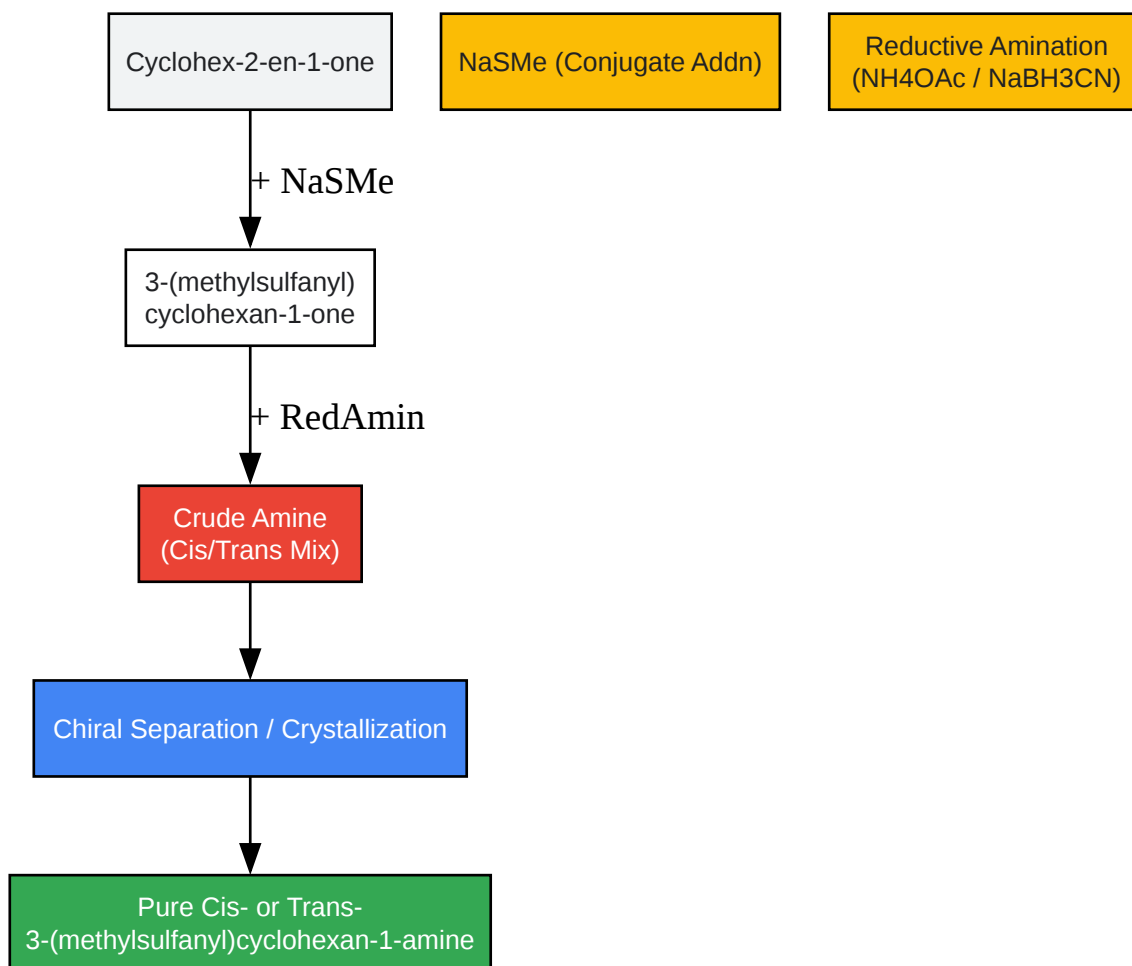 Cyclohex-2-en-1-one
NaSMe (Conjugate Addn)
Reductive Amination
(NH4OAc / NaBH3CN)
+ NaSMe
3-(methylsulfanyl)
cyclohexan-1-one
+ RedAmin
Crude Amine
(Cis/Trans Mix)
Chiral Separation / Crystallization
Pure Cis- or Trans-
3-(methylsulfanyl)cyclohexan-1-amine